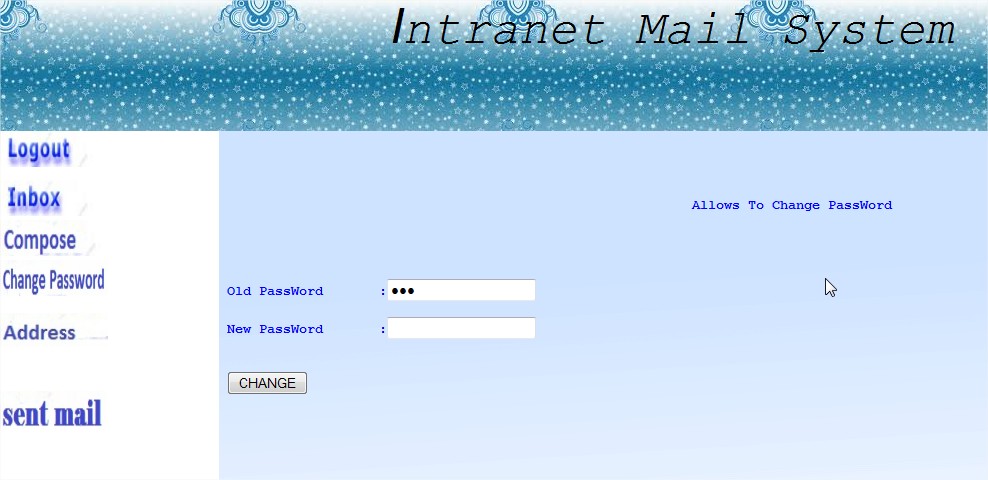 Intranet Mail System
Logout
Inbox
Compose
Change Password
Address
sent mail
Allows To Change PassWord
Old PassWord :•••
New PassWord :
CHANGE